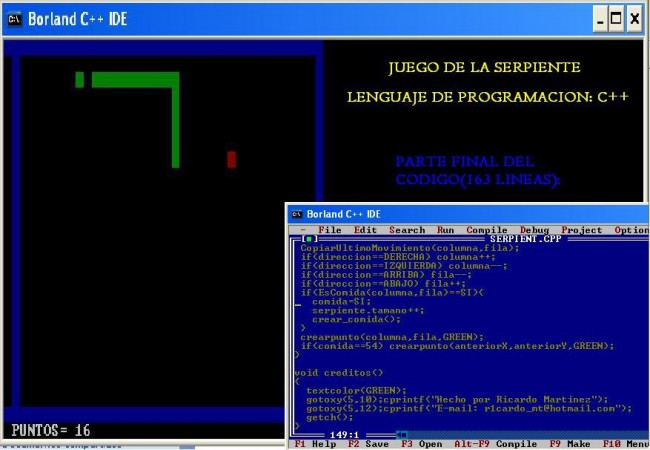 Borland C++ IDE
JUEGO DE LA SERPIENTE
LENGUAJE DE PROGRAMACION: C++
PARTE FINAL DEL
CODIGO(163 LINEAS):
PUNTOS= 16
Borland C++ IDE
File Edit Search Run Compile Debug Project Option
SERPIENT.CPP
CopiarUltimoMovimiento(columna,fila);
if(direccion==DERECHA) columna++;
if(direccion==IZQUIERDA) columna--;
if(direccion==ARRIBA) fila--;
if(direccion==ABAJO) fila++;
if(EsComida(columna,fila)==SI){
comida=SI;
serpiente.tamano++;
crear_comida();
}
crearpunto(columna,fila,GREEN);
if(comida==54) crearpunto(anteriorX,anteriorY,GREEN);
}
void creditos()
{
textcolor(GREEN);
gotoxy(5,10);cprintf("Hecho por Ricardo Martinez");
gotoxy(5,12);cprintf("E-mail: r1cardo_mt@hotmail.com");
getch();
}
149:1
F1 Help F2 Save F3 Open Alt-F9 Compile F9 Make F10 Menu